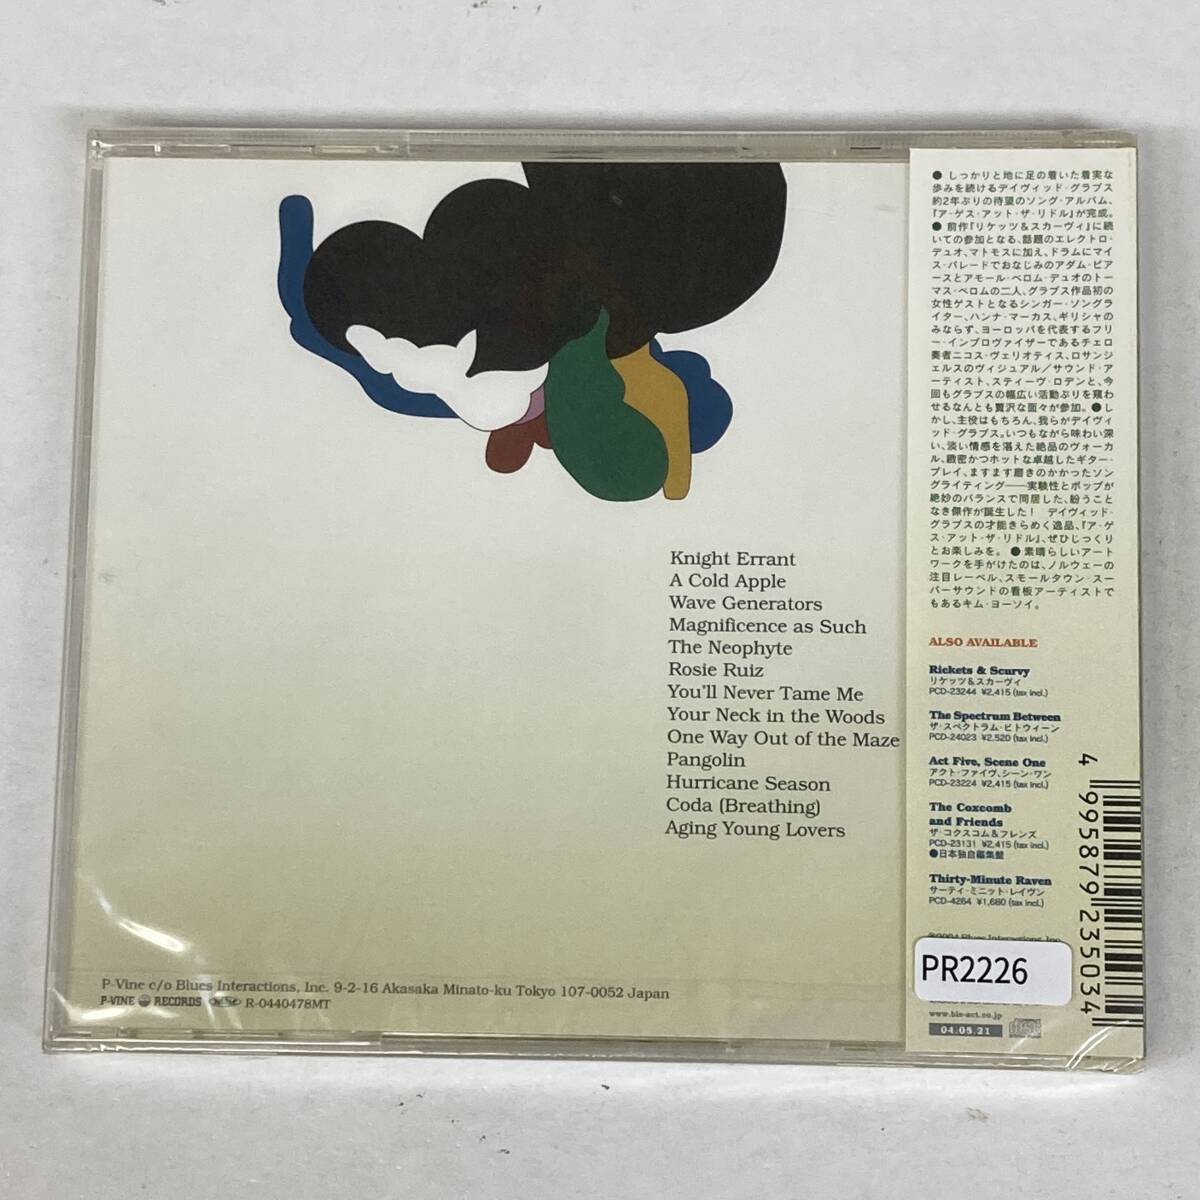 Knight Errant
A Cold Apple
Wave Generators
Magnificence as Such
The Neophyte
Rosie Ruiz
You'll Never Tame Me
Your Neck in the Woods
One Way Out of the Maze
Pangolin
Hurricane Season
Coda (Breathing)
Aging Young Lovers
P-Vine c/o Blues Interactions, Inc. 9-2-16 Akasaka Minato-ku Tokyo 107-0052 Japan
P-VINE RECORDS R-0440478MT
●しっかりと地に足の着いた着実な
歩みを続けるデイヴィッド・グラブス
約2年ぶりの待望のソング・アルバム、
『ア・ゲス・アット・ザ・リドル』が完成。
●前作『リケッツ&スカーヴィ』に続
いての参加となる、話題のエレクトロ・
デュオ、マトモスに加え、ドラムにマイ
ス・パレードでおなじみのアダム・ピア
ースとアモール・ベロム・デュオのトー
マス・ベロムの二人、グラブス作品初の
女性ゲストとなるシンガー・ソングラ
イター、ハンナ・マーカス、ギリシャの
みならず、ヨーロッパを代表するフリ
ー・インプロヴァイザーであるチェロ
奏者ニコス・ヴェリオティス、ロサンジ
ェルスのヴィジュアル／サウンド・ア
ーティスト、スティーヴ・ロデンと、今
回もグラブスの幅広い活動ぶりを窺わ
せるなんとも贅沢な面々が参加。●し
かし、主役はもちろん、我らがデイヴィ
ッド・グラブス。いつもながら味わい深
い、淡い情感を湛えた絶品のヴォーカ
ル、緻密かつホットな卓越したギター・
プレイ、ますます磨きのかかったソン
グライティング――実験性とポップが
絶妙のバランスで同居した、紛うこと
なき傑作が誕生した！ デイヴィッド・
グラブスの才能きらめく逸品、『ア・ゲ
ス・アット・ザ・リドル』、ぜひじっくり
とお楽しみを。●素晴らしいアート
ワークを手がけたのは、ノルウェーの
注目レーベル、スモールタウン・スー
パーサウンドの看板アーティストで
もあるキム・ヨーソイ。
ALSO AVAILABLE
Rickets & Scurvy
リケッツ&スカーヴィ
PCD-23244 ¥2,415 (tax incl.)
The Spectrum Between
ザ・スペクトラム・ビトウィーン
PCD-24023 ¥2,520 (tax incl.)
Act Five, Scene One
アクト・ファイヴ、シーン・ワン
PCD-23224 ¥2,415 (tax incl.)
The Coxcomb
and Friends
ザ・コクスコム&フレンズ
PCD-23131 ¥2,415 (tax incl.)
●日本独自編集盤
Thirty-Minute Raven
サーティ・ミニット・レイヴン
PCD-4264 ¥1,680 (tax incl.)
℗2004 Blues Interactions, Inc.
PR2226
www.bls-act.co.jp
04.05.21
4 995879 235034